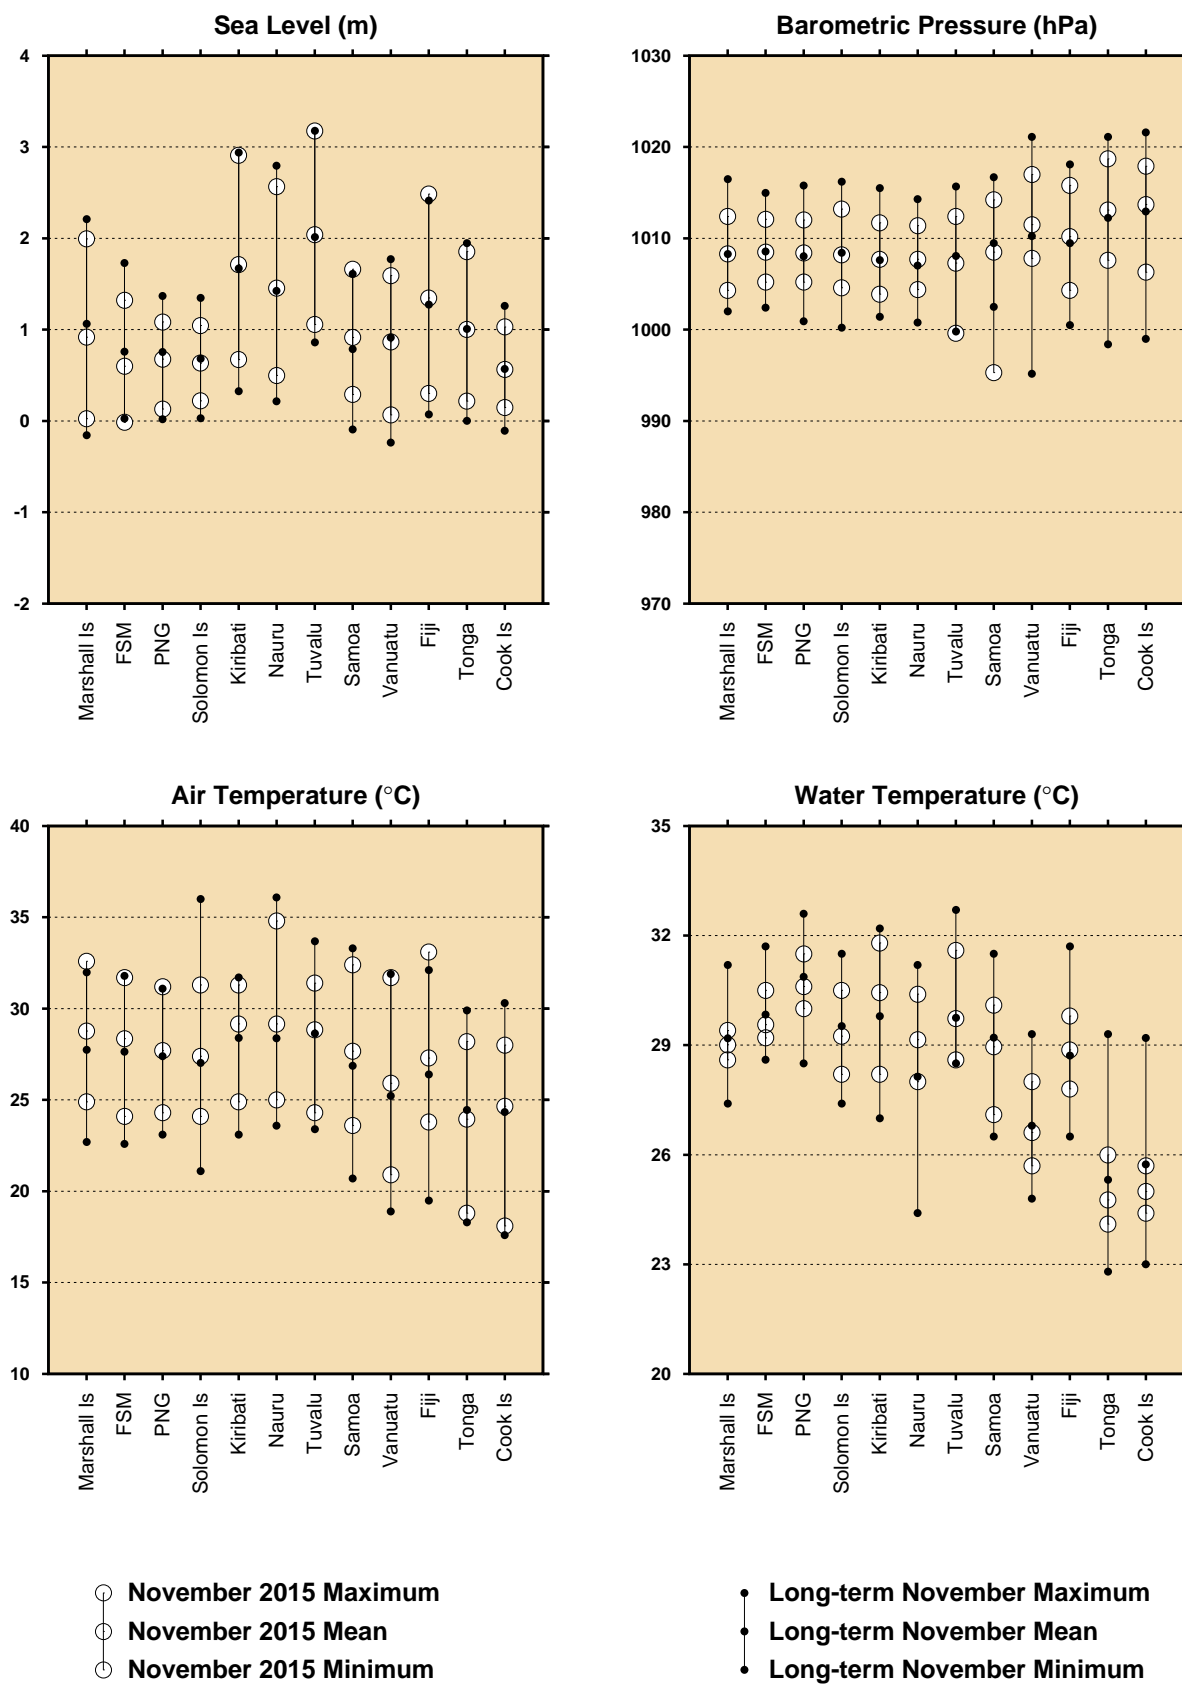 Sea Level (m)
4
3
2
1
0
-1
-2
Marshall Is
FSM
PNG
Solomon Is
Kiribati
Nauru
Tuvalu
Samoa
Vanuatu
Fiji
Tonga
Cook Is
Barometric Pressure (hPa)
1030
1020
1010
1000
990
980
970
Marshall Is
FSM
PNG
Solomon Is
Kiribati
Nauru
Tuvalu
Samoa
Vanuatu
Fiji
Tonga
Cook Is
Air Temperature (°C)
40
35
30
25
20
15
10
Marshall Is
FSM
PNG
Solomon Is
Kiribati
Nauru
Tuvalu
Samoa
Vanuatu
Fiji
Tonga
Cook Is
Water Temperature (°C)
35
32
29
26
23
20
Marshall Is
FSM
PNG
Solomon Is
Kiribati
Nauru
Tuvalu
Samoa
Vanuatu
Fiji
Tonga
Cook Is
November 2015 Maximum
November 2015 Mean
November 2015 Minimum
Long-term November Maximum
Long-term November Mean
Long-term November Minimum